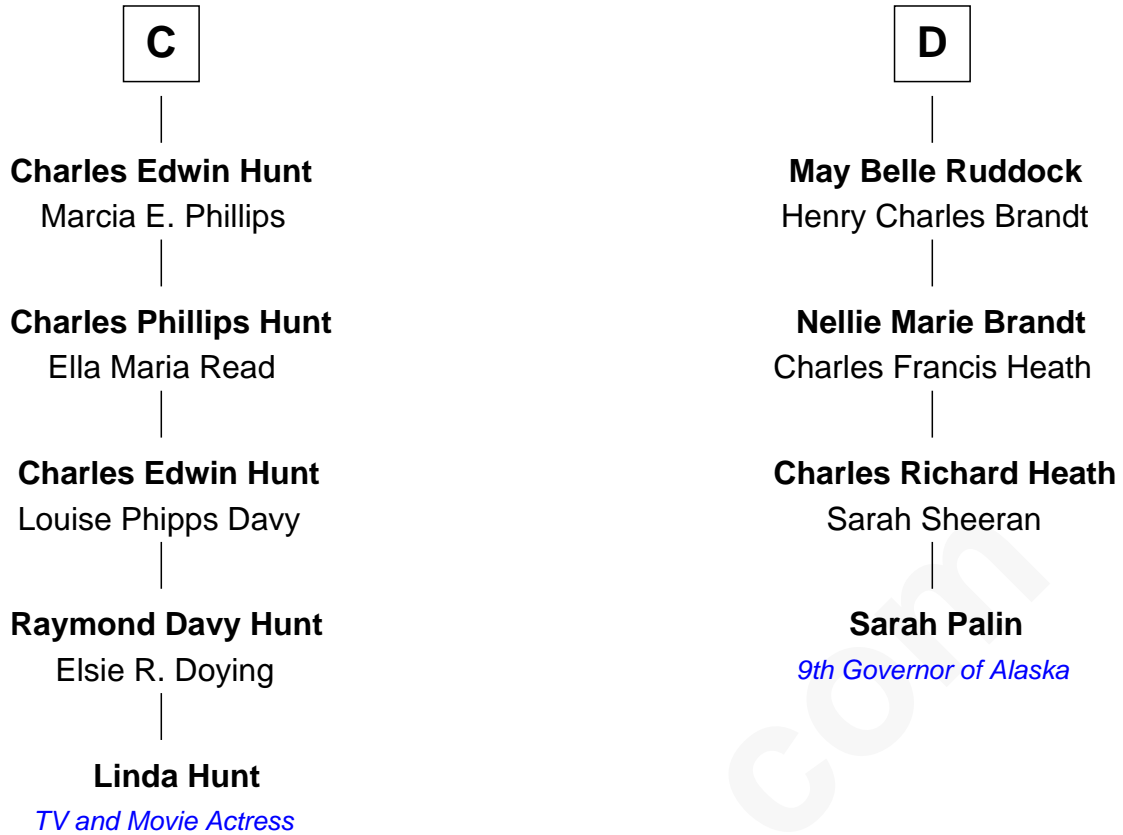 C
Charles Edwin Hunt
Marcia E. Phillips
Charles Phillips Hunt
Ella Maria Read
Charles Edwin Hunt
Louise Phipps Davy
Raymond Davy Hunt
Elsie R. Doying
Linda Hunt
TV and Movie Actress
D
May Belle Ruddock
Henry Charles Brandt
Nellie Marie Brandt
Charles Francis Heath
Charles Richard Heath
Sarah Sheeran
Sarah Palin
9th Governor of Alaska
com